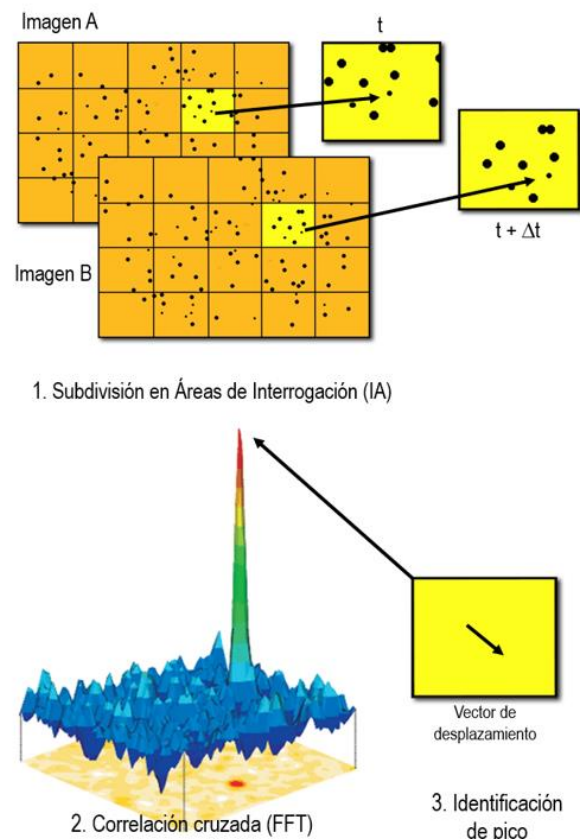 Imagen A
t
Imagen B
t + Δt
1. Subdivisión en Áreas de Interrogación (IA)
Vector de
desplazamiento
2. Correlación cruzada (FFT)
3. Identificación
de pico